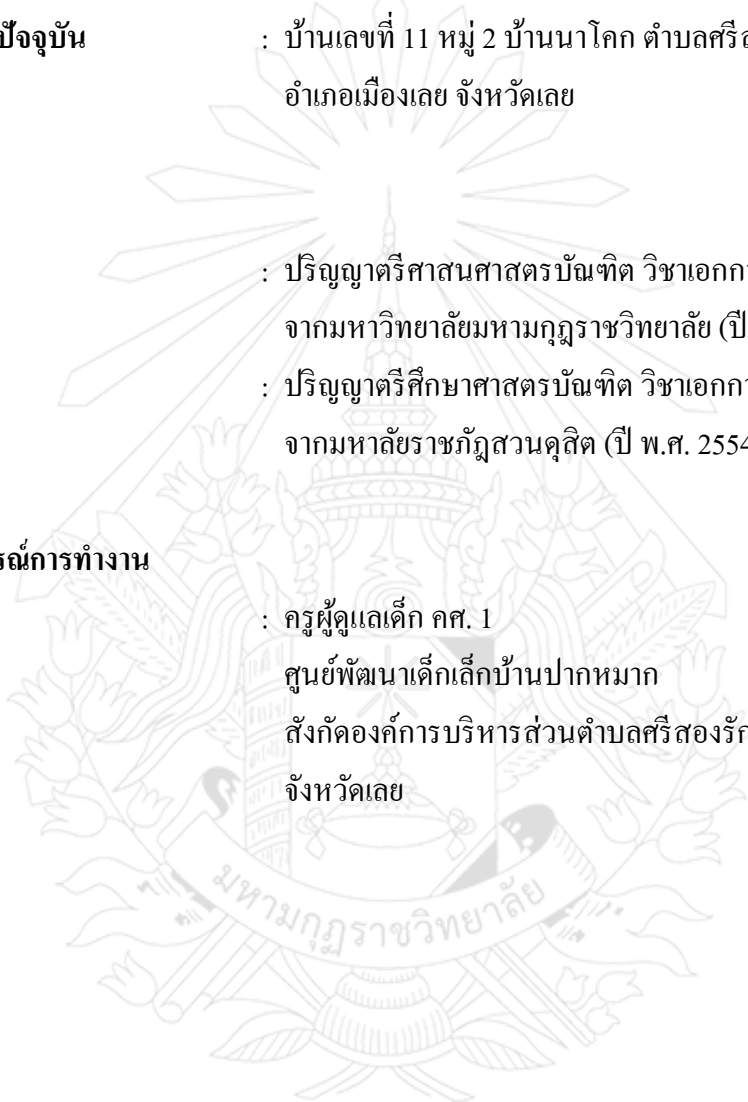 ปัจจุบัน : บ้านเลขที่ 11 หมู่ 2 บ้านนาโคก ตำบลศรีส
อำเภอเมืองเลย จังหวัดเลย
: ปริญญาตรีศาสนศาสตรบัณฑิต วิชาเอกกา
จากมหาวิทยาลัยมหามกุฎราชวิทยาลัย (ปี
: ปริญญาตรีศึกษาศาสตรบัณฑิต วิชาเอกกา
จากมหาลัยราชภัฎสวนดุสิต (ปี พ.ศ. 2554
รณ์การทำงาน
: ครูผู้ดูแลเด็ก คศ. 1
ศูนย์พัฒนาเด็กเล็กบ้านปากหมาก
สังกัดองค์การบริหารส่วนตำบลศรีสองรัก
จังหวัดเลย
มหามกุฏราชวิทยาลัย